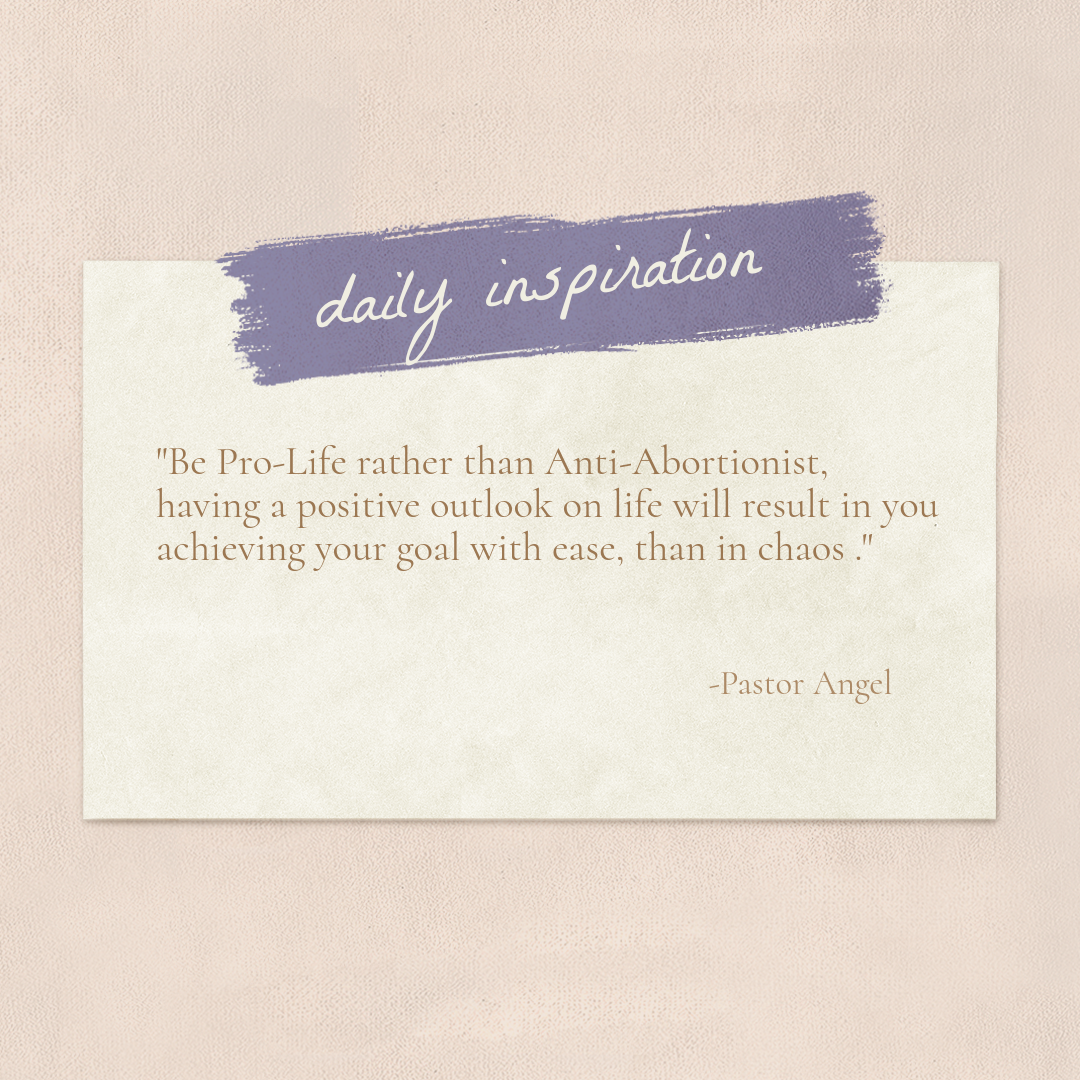 daily inspiration
"Be Pro-Life rather than Anti-Abortionist,
having a positive outlook on life will result in you
achieving your goal with ease, than in chaos ."
-Pastor Angel